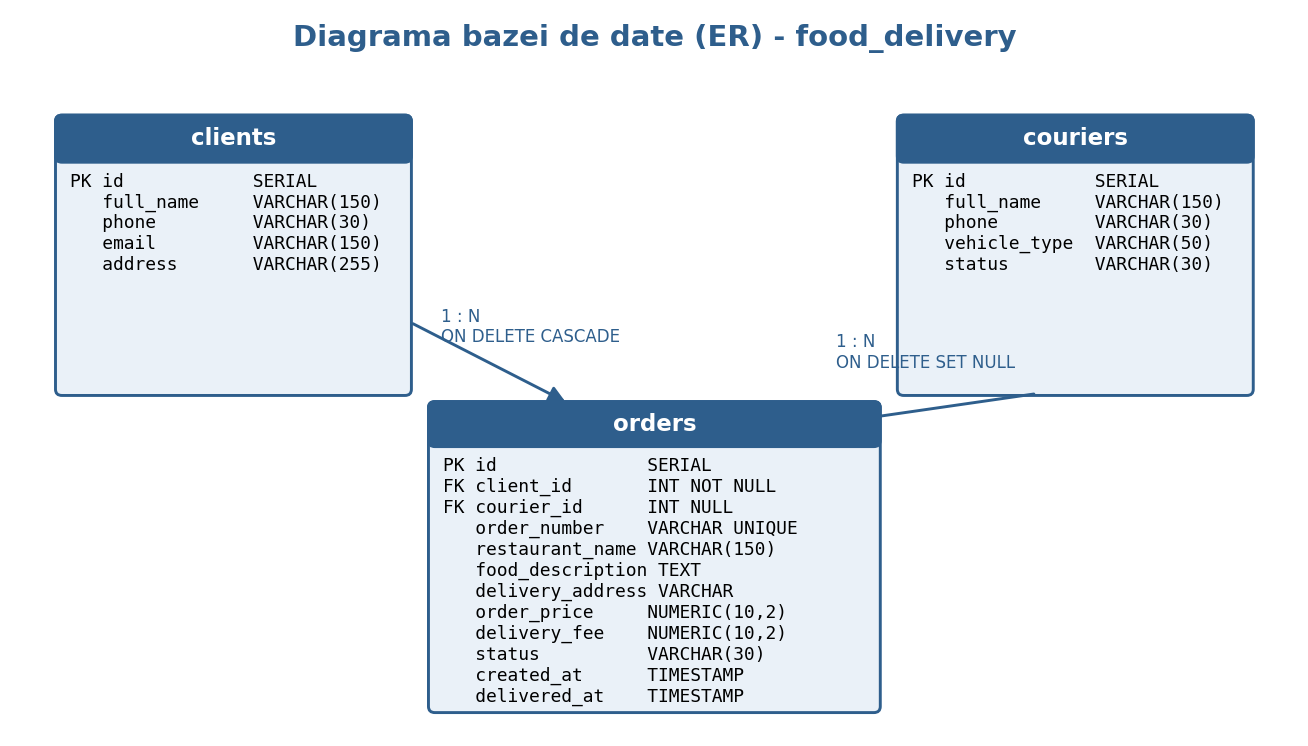 Diagrama bazei de date (ER) - food_delivery
clients
PK id            SERIAL
   full_name     VARCHAR(150)
   phone         VARCHAR(30)
   email         VARCHAR(150)
   address       VARCHAR(255)
couriers
PK id            SERIAL
   full_name     VARCHAR(150)
   phone         VARCHAR(30)
   vehicle_type  VARCHAR(50)
   status        VARCHAR(30)
1 : N
ON DELETE CASCADE
1 : N
ON DELETE SET NULL
orders
PK id              SERIAL
FK client_id       INT NOT NULL
FK courier_id      INT NULL
   order_number    VARCHAR UNIQUE
   restaurant_name VARCHAR(150)
   food_description TEXT
   delivery_address VARCHAR
   order_price     NUMERIC(10,2)
   delivery_fee    NUMERIC(10,2)
   status          VARCHAR(30)
   created_at      TIMESTAMP
   delivered_at    TIMESTAMP